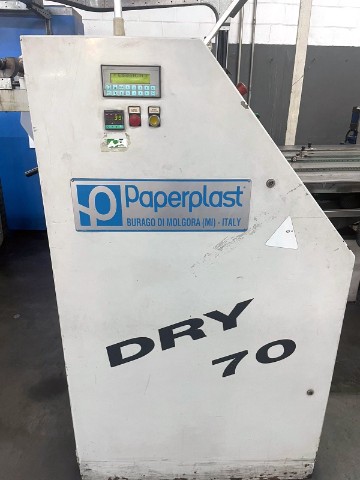 Paperplast
BURAGO DI MOLGORA (MI) - ITALY
DRY
70